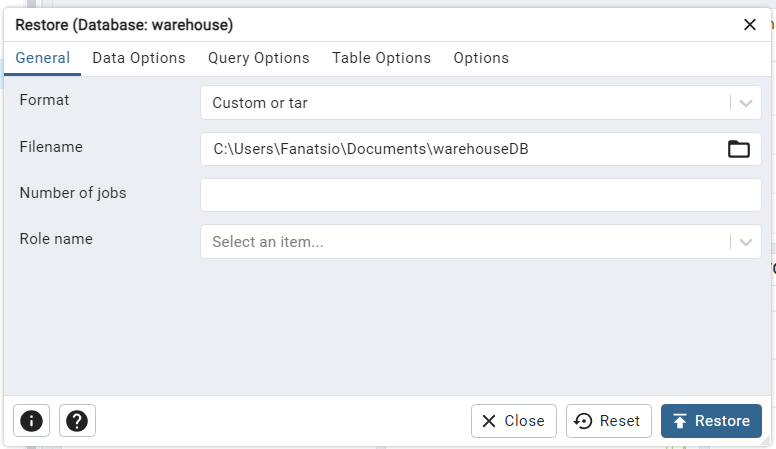 Restore (Database: warehouse)
General Data Options Query Options Table Options Options
Format Custom or tar
Filename C:\Users\Fanatsio\Documents\warehouseDB
Number of jobs
Role name Select an item...
Close Reset Restore